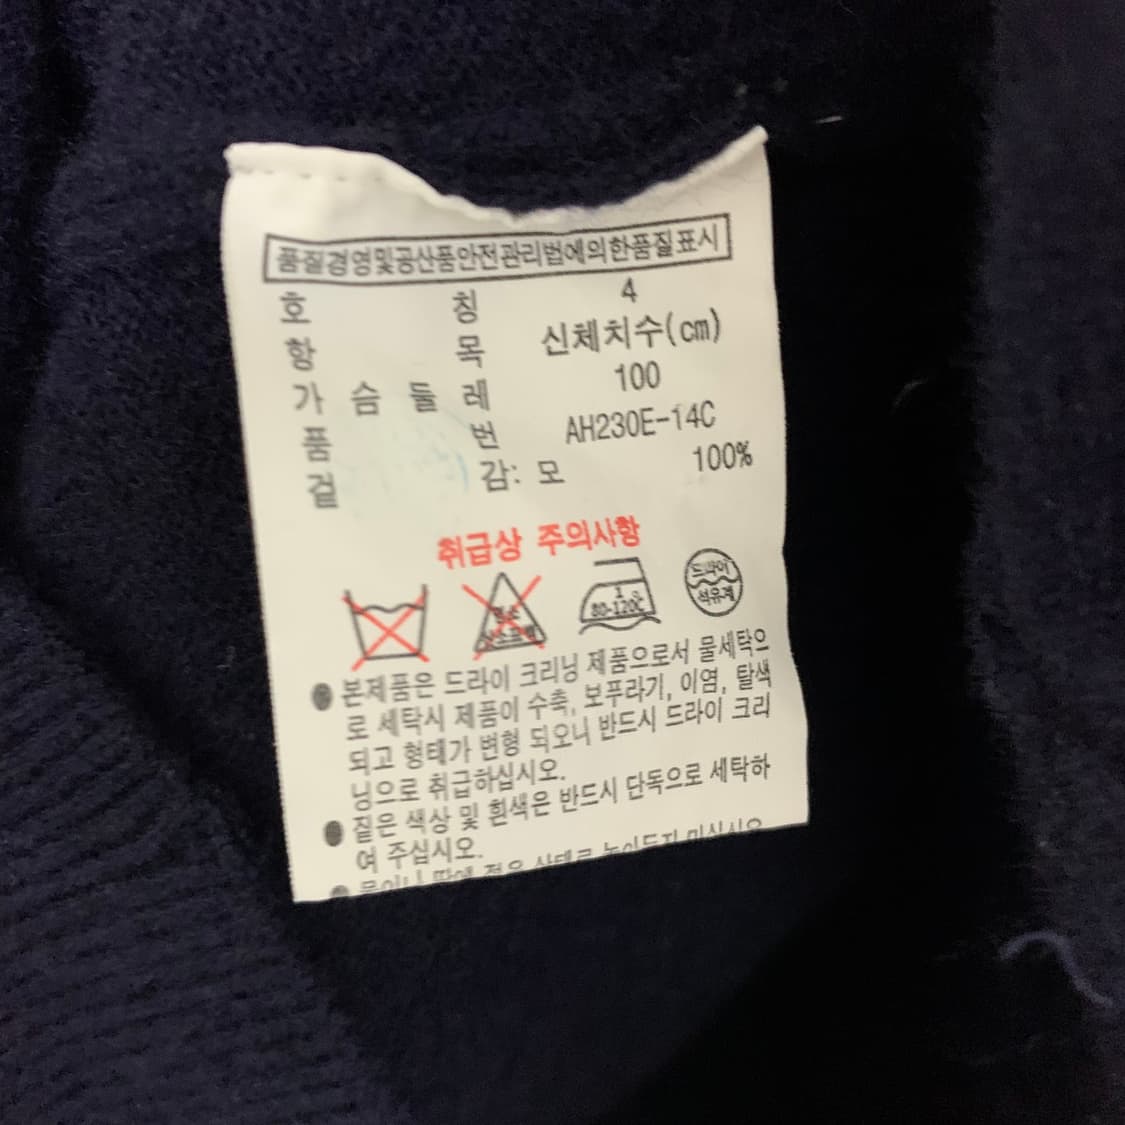 품질경영및공산품안전관리법에의한품질표시
호 칭 4
항 목 신체치수(cm)
가 슴 둘 레 100
품 번 AH230E-14C
겉 감: 모 100%
취급상 주의사항
80-120℃
드라이
석유계
● 본제품은 드라이 크리닝 제품으로서 물세탁으
로 세탁시 제품이 수축, 보푸라기, 이염, 탈색
되고 형태가 변형 되오니 반드시 드라이 크리
닝으로 취급하십시오.
● 짙은 색상 및 흰색은 반드시 단독으로 세탁하
여 주십시오.